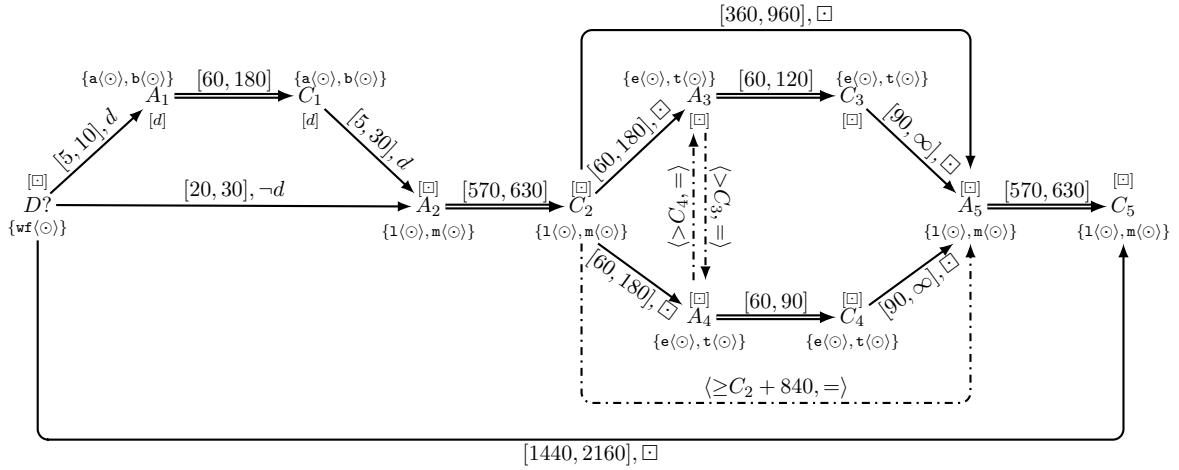 [360, 960], ⊡
{a⟨⊙⟩, b⟨⊙⟩}
[60, 180]
{a⟨⊙⟩, b⟨⊙⟩}
{e⟨⊙⟩, t⟨⊙⟩}
[60, 120]
{e⟨⊙⟩, t⟨⊙⟩}
A₁
C₁
A₃
C₃
[d]
[d]
[⊡]
[⊡]
[5, 10], d
[5, 30], d
[60, 180], ⊡
[90, ∞], ⊡
[⊡]
[20, 30], ¬d
[⊡]
[570, 630]
[⊡]
⟨>C₄, =⟩
⟨>C₃, =⟩
[⊡]
[570, 630]
[⊡]
D?
A₂
C₂
A₅
C₅
{wf⟨⊙⟩}
{l⟨⊙⟩, m⟨⊙⟩}
{l⟨⊙⟩, m⟨⊙⟩}
{l⟨⊙⟩, m⟨⊙⟩}
{l⟨⊙⟩, m⟨⊙⟩}
[60, 180], ⊡
[90, ∞], ⊡
[⊡]
[60, 90]
[⊡]
A₄
C₄
{e⟨⊙⟩, t⟨⊙⟩}
{e⟨⊙⟩, t⟨⊙⟩}
⟨≥C₂ + 840, =⟩
[1440, 2160], ⊡